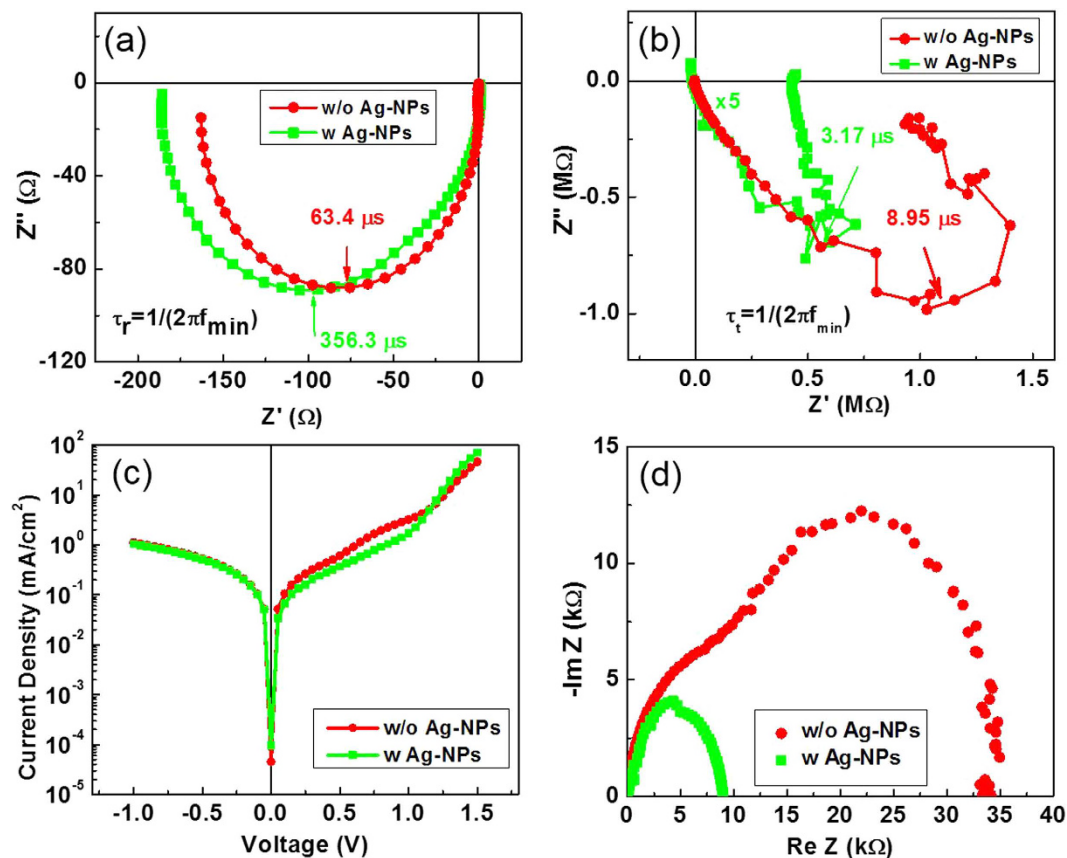 (a)
Z'' (Ω)
0
-40
-80
-120
w/o Ag-NPs
w Ag-NPs
63.4 μs
τr=1/(2πfmin)
356.3 μs
-200
-150
-100
-50
0
Z' (Ω)
(b)
Z'' (MΩ)
0.0
-0.5
-1.0
w/o Ag-NPs
w Ag-NPs
x5
3.17 μs
8.95 μs
τt=1/(2πfmin)
0.0
0.5
1.0
1.5
Z' (MΩ)
(c)
Current Density (mA/cm²)
10²
10¹
10⁰
10⁻¹
10⁻²
10⁻³
10⁻⁴
10⁻⁵
w/o Ag-NPs
w Ag-NPs
-1.0
-0.5
0.0
0.5
1.0
1.5
Voltage (V)
(d)
-Im Z (kΩ)
15
10
5
0
w/o Ag-NPs
w Ag-NPs
0
5
10
15
20
25
30
35
40
Re Z (kΩ)